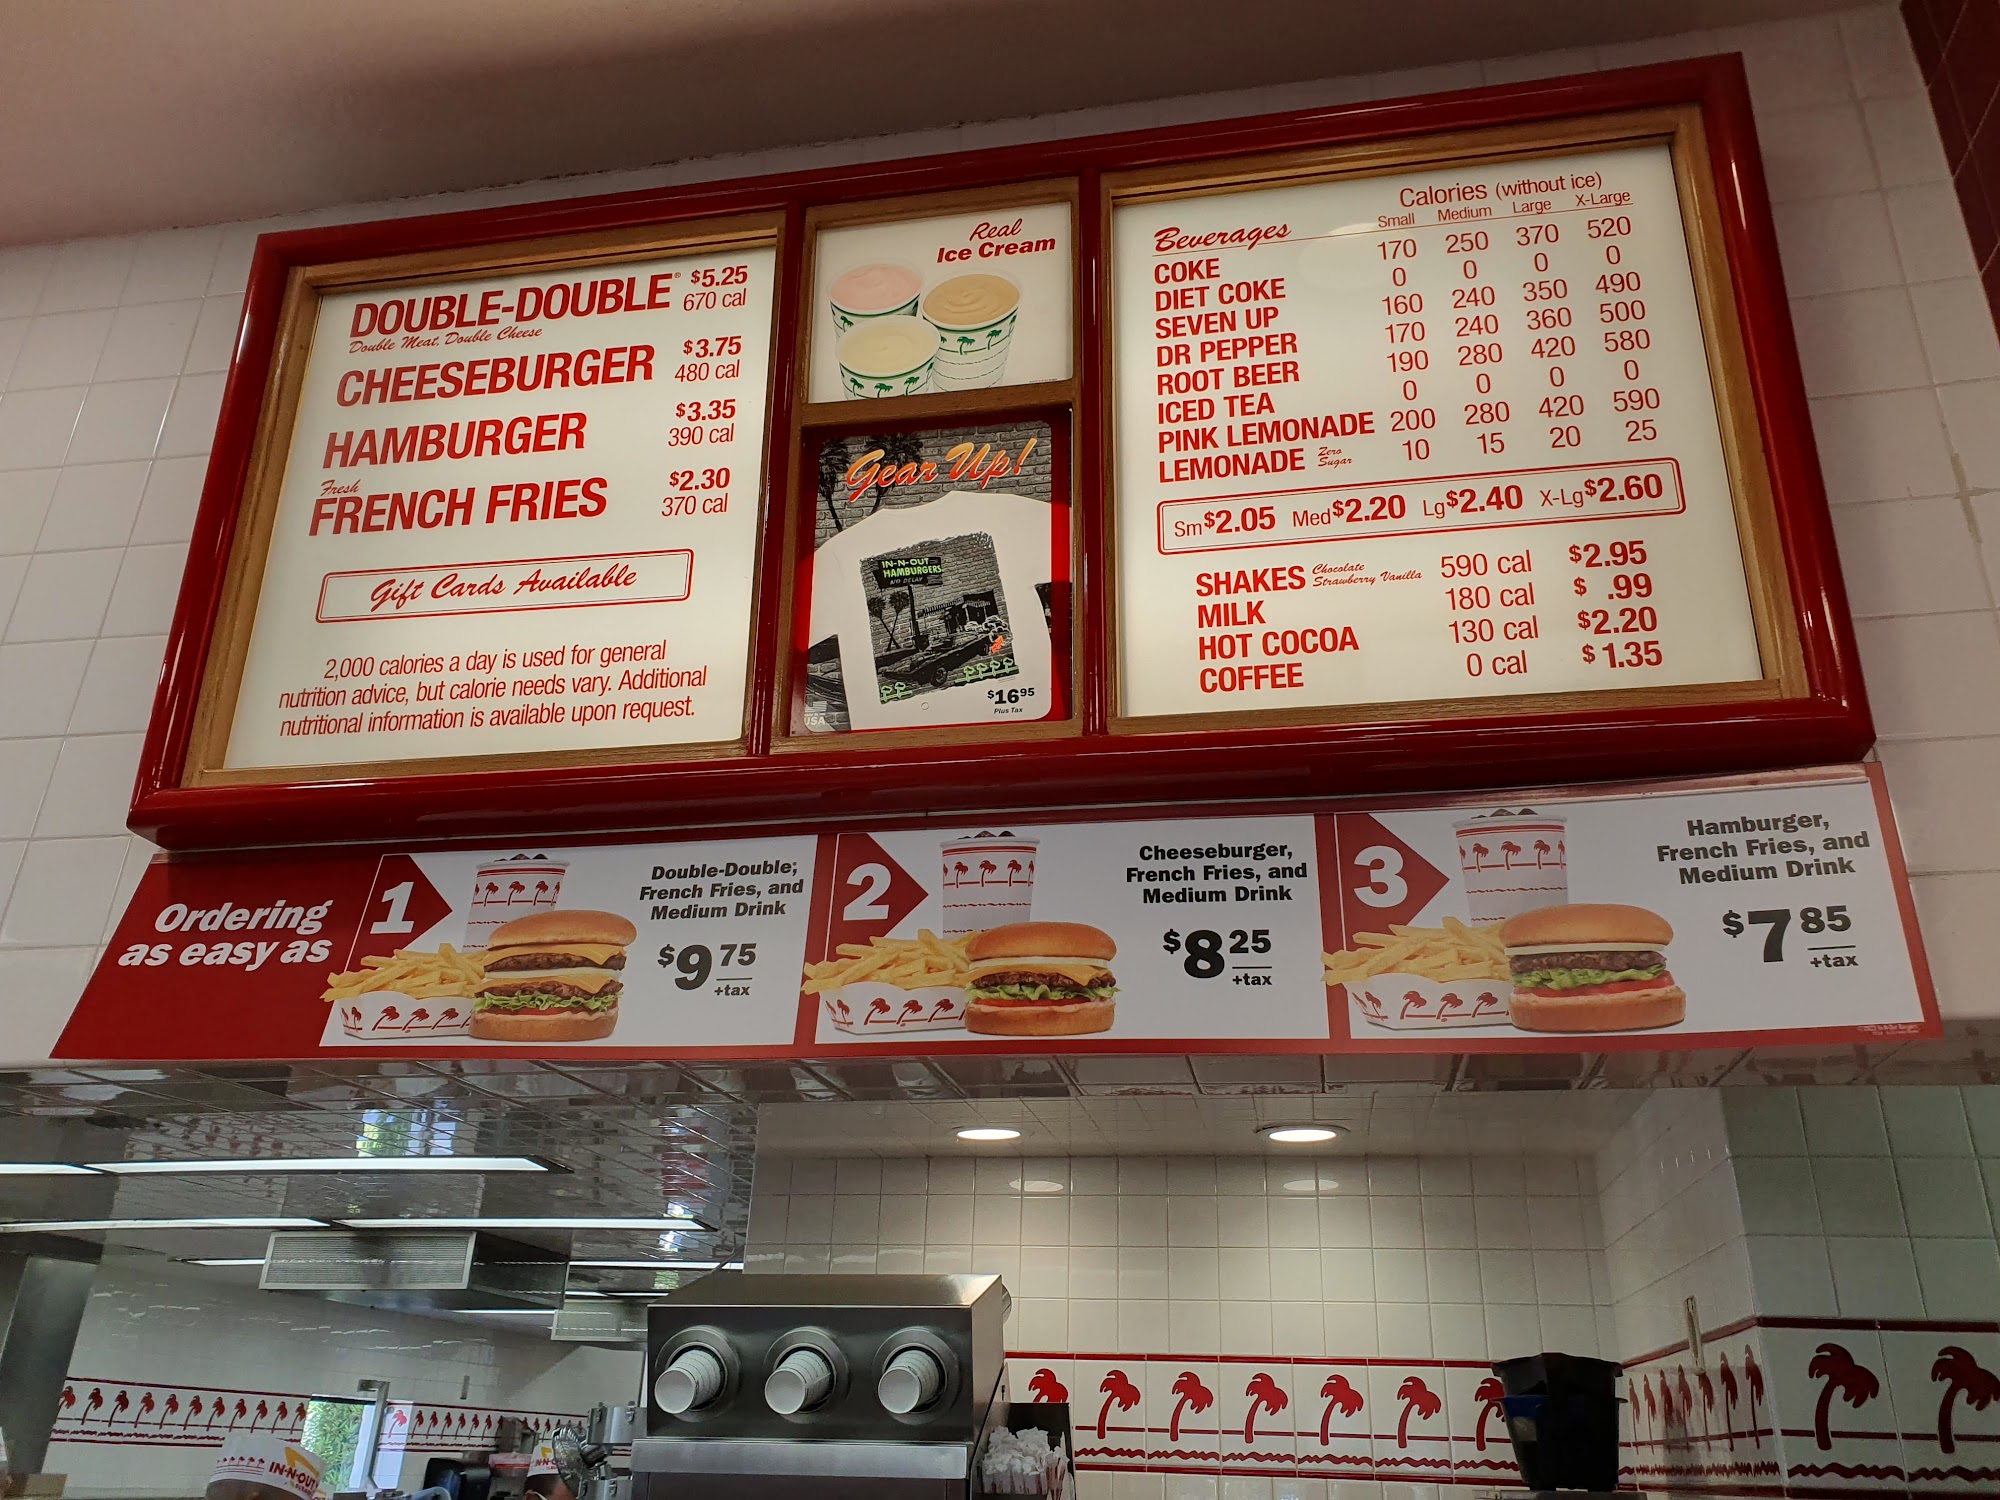 DOUBLE-DOUBLE® $5.25
Double Meat, Double Cheese 670 cal
CHEESEBURGER $3.75
480 cal
HAMBURGER $3.35
390 cal
Fresh
FRENCH FRIES $2.30
370 cal
Gift Cards Available
2,000 calories a day is used for general
nutrition advice, but calorie needs vary. Additional
nutritional information is available upon request.
Real
Ice Cream
Gear Up!
IN-N-OUT
HAMBURGERS
NO DELAY
$16.95
Plus Tax
USA
Calories (without ice)
Beverages Small Medium Large X-Large
COKE 170 250 370 520
DIET COKE 0 0 0 0
SEVEN UP 160 240 350 490
DR PEPPER 170 240 360 500
ROOT BEER 190 280 420 580
ICED TEA 0 0 0 0
PINK LEMONADE 200 280 420 590
LEMONADE Zero Sugar 10 15 20 25
Sm $2.05 Med $2.20 Lg $2.40 X-Lg $2.60
SHAKES Chocolate Strawberry Vanilla 590 cal $2.95
MILK 180 cal $ .99
HOT COCOA 130 cal $2.20
COFFEE 0 cal $1.35
Ordering
as easy as
1
Double-Double,®
French Fries, and
Medium Drink
$9.75
+tax
2
Cheeseburger,
French Fries, and
Medium Drink
$8.25
+tax
3
Hamburger,
French Fries, and
Medium Drink
$7.85
+tax
IN-N-OUT